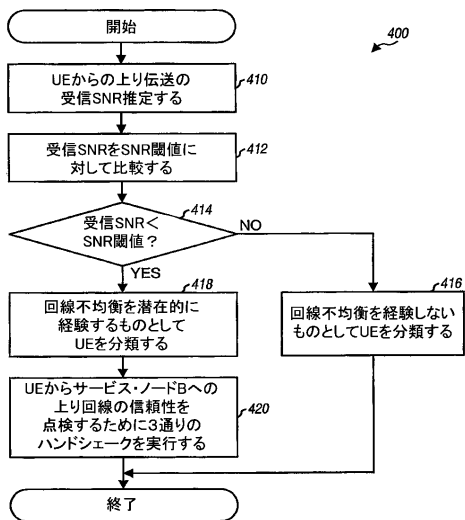 開始
400
UEからの上り伝送の
受信SNR推定する
410
受信SNRをSNR閾値に
対して比較する
412
受信SNR<
SNR閾値？
414
NO
YES
回線不均衡を潜在的に
経験するものとして
UEを分類する
418
回線不均衡を経験しない
ものとしてUEを分類する
416
UEからサービス・ノードBへの
上り回線の信頼性を
点検するために3通りの
ハンドシェークを実行する
420
終了